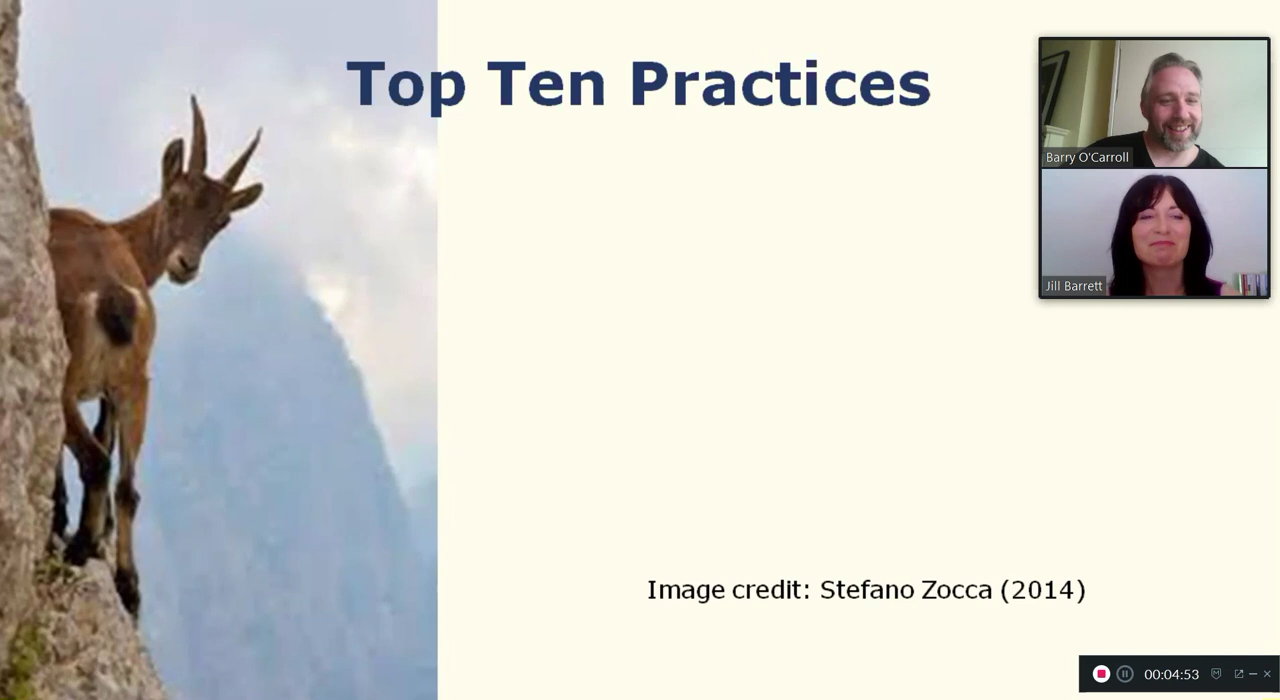 Top Ten Practices
Barry O'Carroll
Jill Barrett
Image credit: Stefano Zocca (2014)
00:04:53